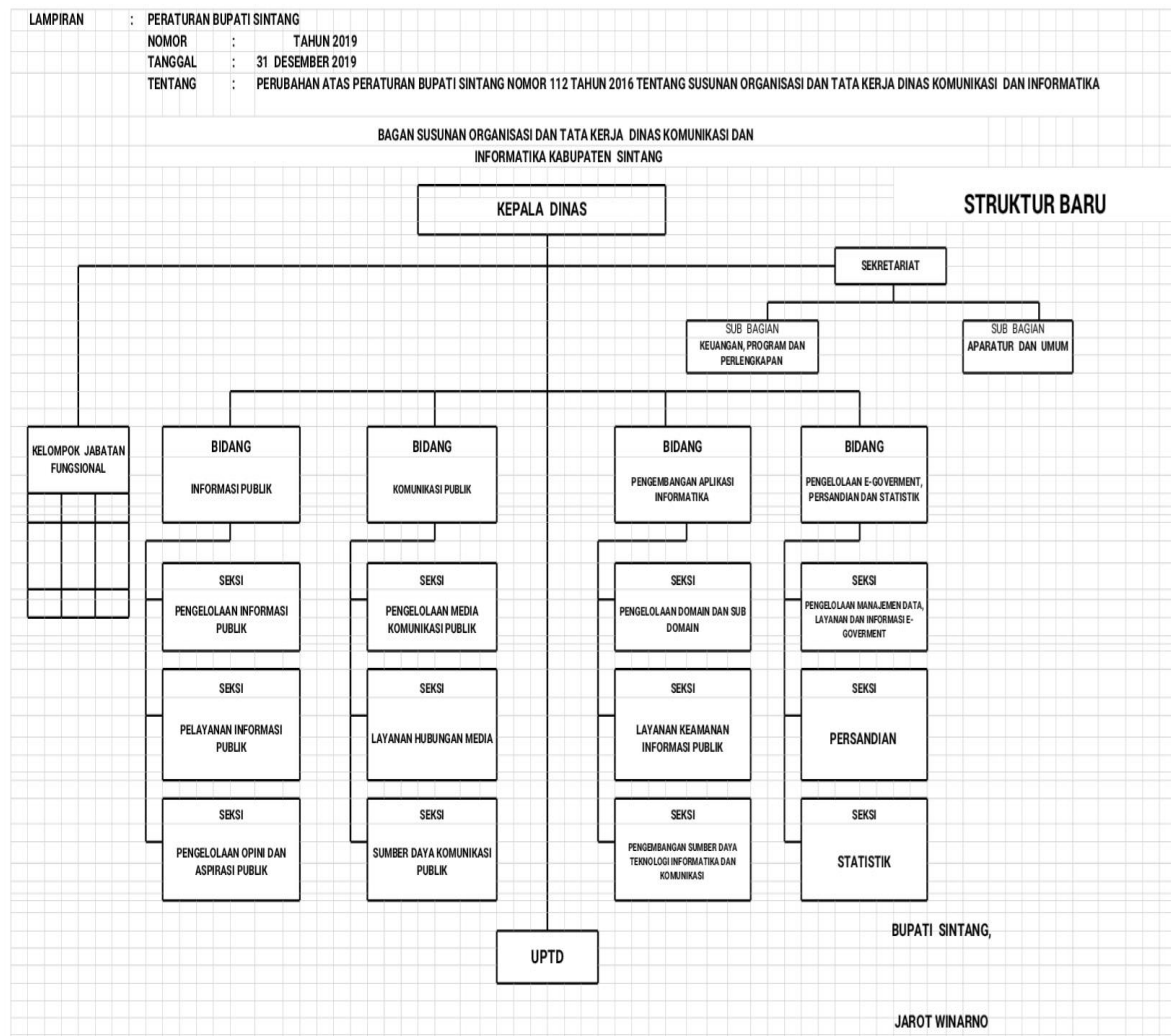 LAMPIRAN : PERATURAN BUPATI SINTANG
NOMOR : TAHUN 2019
TANGGAL : 31 DESEMBER 2019
TENTANG : PERUBAHAN ATAS PERATURAN BUPATI SINTANG NOMOR 112 TAHUN 2016 TENTANG SUSUNAN ORGANISASI DAN TATA KERJA DINAS KOMUNIKASI DAN INFORMATIKA
BAGAN SUSUNAN ORGANISASI DAN TATA KERJA DINAS KOMUNIKASI DAN
INFORMATIKA KABUPATEN SINTANG
STRUKTUR BARU
KEPALA DINAS
SEKRETARIAT
SUB BAGIAN
KEUANGAN, PROGRAM DAN
PERLENGKAPAN
SUB BAGIAN
APARATUR DAN UMUM
KELOMPOK JABATAN
FUNGSIONAL
BIDANG
INFORMASI PUBLIK
BIDANG
KOMUNIKASI PUBLIK
BIDANG
PENGEMBANGAN APLIKASI
INFORMATIKA
BIDANG
PENGELOLAAN E-GOVERMENT,
PERSANDIAN DAN STATISTIK
SEKSI
PENGELOLAAN INFORMASI
PUBLIK
SEKSI
PENGELOLAAN MEDIA
KOMUNIKASI PUBLIK
SEKSI
PENGELOLAAN DOMAIN DAN SUB
DOMAIN
SEKSI
PENGELOLAAN MANAJEMEN DATA,
LAYANAN DAN INFORMASI E-
GOVERMENT
SEKSI
PELAYANAN INFORMASI
PUBLIK
SEKSI
LAYANAN HUBUNGAN MEDIA
SEKSI
LAYANAN KEAMANAN
INFORMASI PUBLIK
SEKSI
PERSANDIAN
SEKSI
PENGELOLAAN OPINI DAN
ASPIRASI PUBLIK
SEKSI
SUMBER DAYA KOMUNIKASI
PUBLIK
SEKSI
PENGEMBANGAN SUMBER DAYA
TEKNOLOGI INFORMATIKA DAN
KOMUNIKASI
SEKSI
STATISTIK
UPTD
BUPATI SINTANG,
JAROT WINARNO